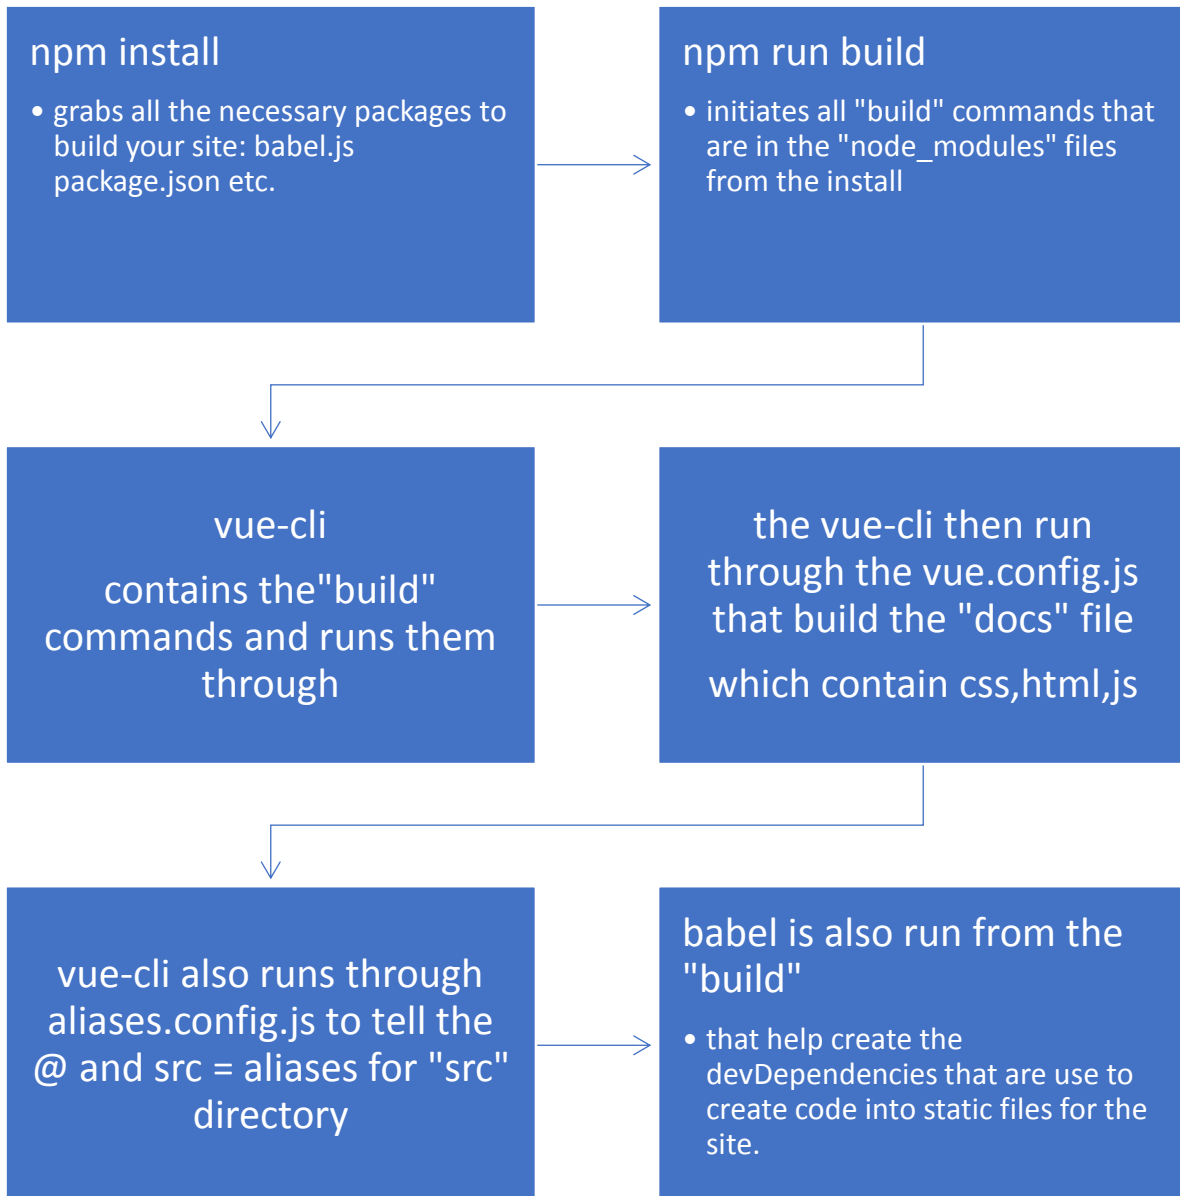 npm install
• grabs all the necessary packages to
build your site: babel.js
package.json etc.
npm run build
• initiates all "build" commands that
are in the "node_modules" files
from the install
vue-cli
contains the"build"
commands and runs them
through
the vue-cli then run
through the vue.config.js
that build the "docs" file
which contain css,html,js
vue-cli also runs through
aliases.config.js to tell the
@ and src = aliases for "src"
directory
babel is also run from the
"build"
• that help create the
devDependencies that are use to
create code into static files for the
site.